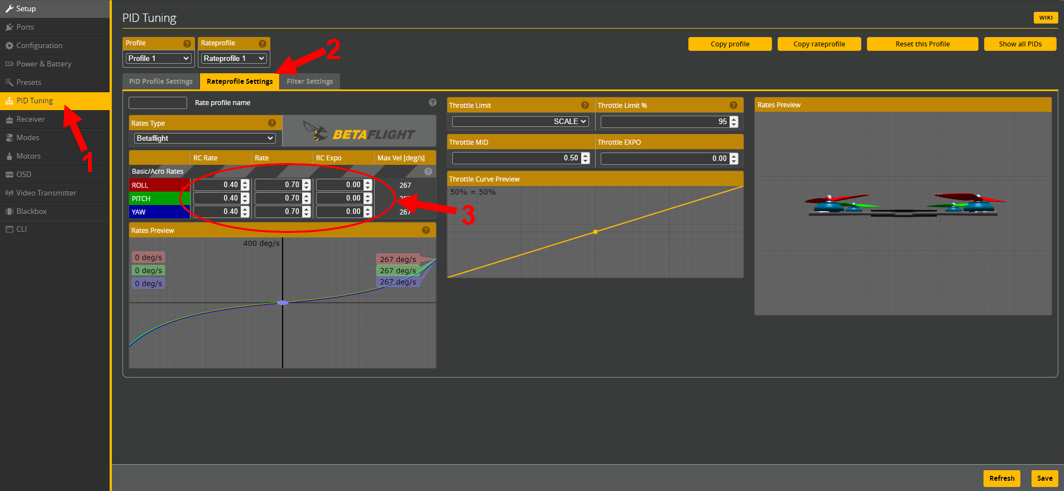 Setup
Ports
Configuration
Power & Battery
Presets
PID Tuning
Receiver
Modes
Motors
OSD
Video Transmitter
Blackbox
CLI
1
PID Tuning
WIKI
Profile
Profile 1
Rateprofile
Rateprofile 1
2
Copy profile
Copy rateprofile
Reset this Profile
Show all PIDs
PID Profile Settings
Rateprofile Settings
Filter Settings
Rate profile name
Rates Type
Betaflight
BETAFLIGHT
RC Rate Rate RC Expo Max Vel [deg/s]
Basic/Acro Rates
ROLL 0.40 0.70 0.00 267
PITCH 0.40 0.70 0.00
YAW 0.40 0.70 0.00 267
3
Rates Preview
400 deg/s
0 deg/s
0 deg/s
0 deg/s
267 deg/s
267 deg/s
267 deg/s
Throttle Limit
SCALE
Throttle Limit %
95
Throttle MID
0.50
Throttle EXPO
0.00
Throttle Curve Preview
50% = 50%
Rates Preview
Refresh
Save